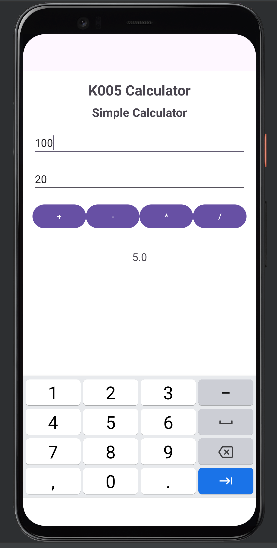 K005 Calculator
Simple Calculator
100
20
+ - * /
5.0
1 2 3 -
4 5 6
7 8 9
, 0 .